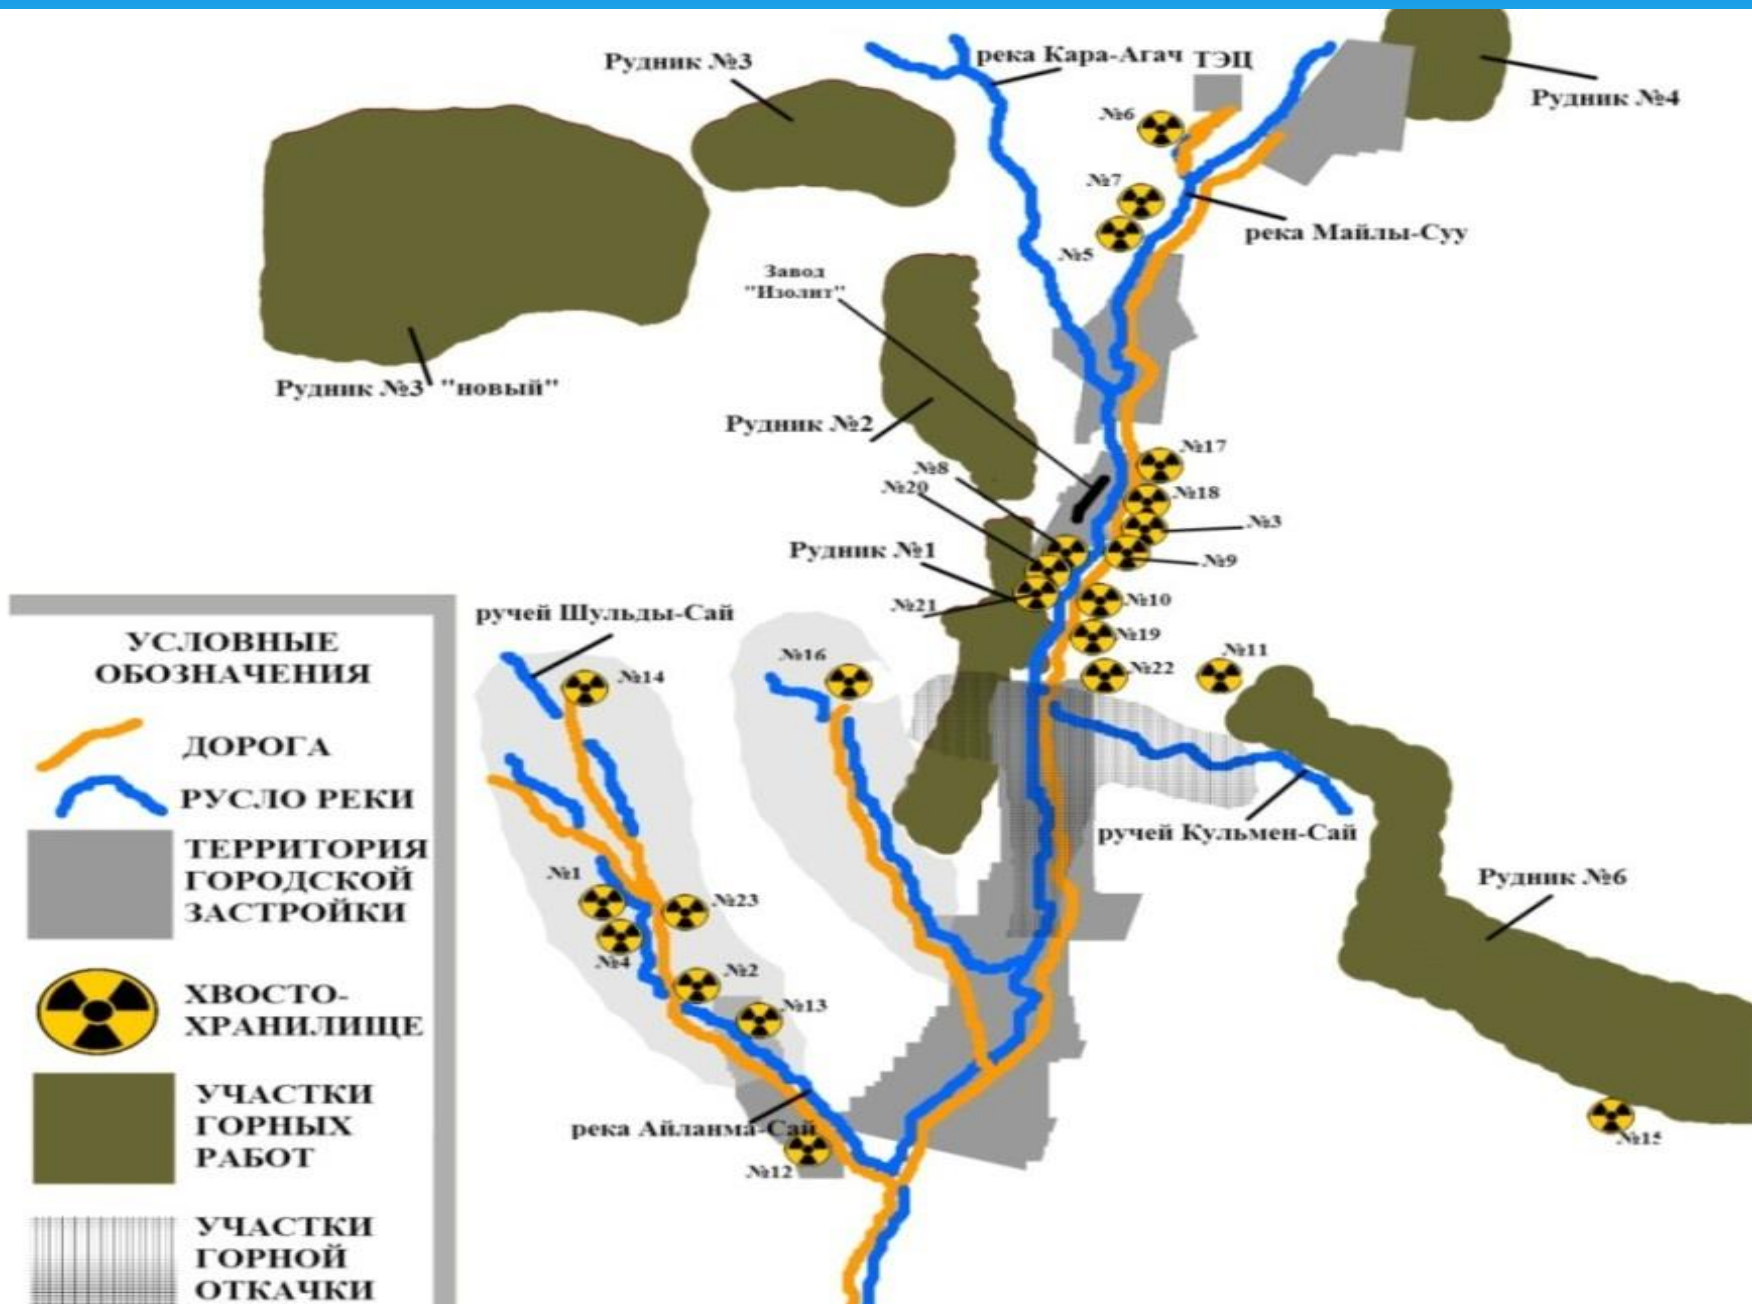 Рудник №3
река Кара-Агач
ТЭЦ
Рудник №4
№6
№7
река Майлы-Суу
№5
Завод
"Изолит"
Рудник №3 "новый"
Рудник №2
№17
№8
№20
№18
№3
Рудник №1
№9
№21
№10
ручей Шульды-Сай
№19
№16
№14
№22
№11
ручей Кульмен-Сай
№1
№23
Рудник №6
№4
№2
№13
река Айланма-Сай
№12
№15
УСЛОВНЫЕ
ОБОЗНАЧЕНИЯ
ДОРОГА
РУСЛО РЕКИ
ТЕРРИТОРИЯ
ГОРОДСКОЙ
ЗАСТРОЙКИ
ХВОСТО-
ХРАНИЛИЩЕ
УЧАСТКИ
ГОРНЫХ
РАБОТ
УЧАСТКИ
ГОРНОЙ
ОТКАЧКИ